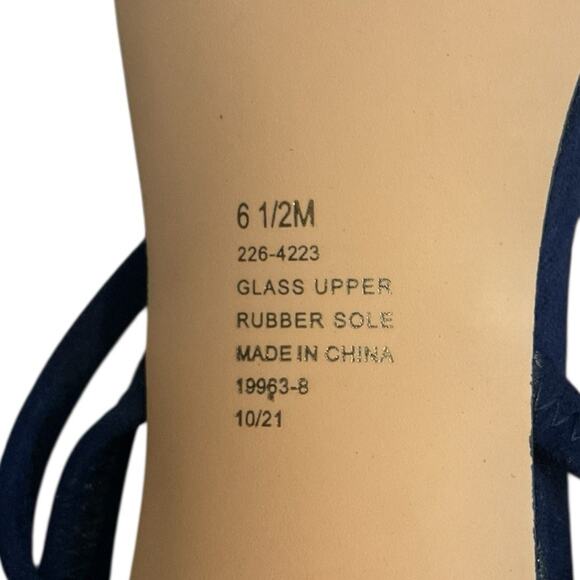 6 1/2M
226-4223
GLASS UPPER
RUBBER SOLE
MADE IN CHINA
19963-8
10/21